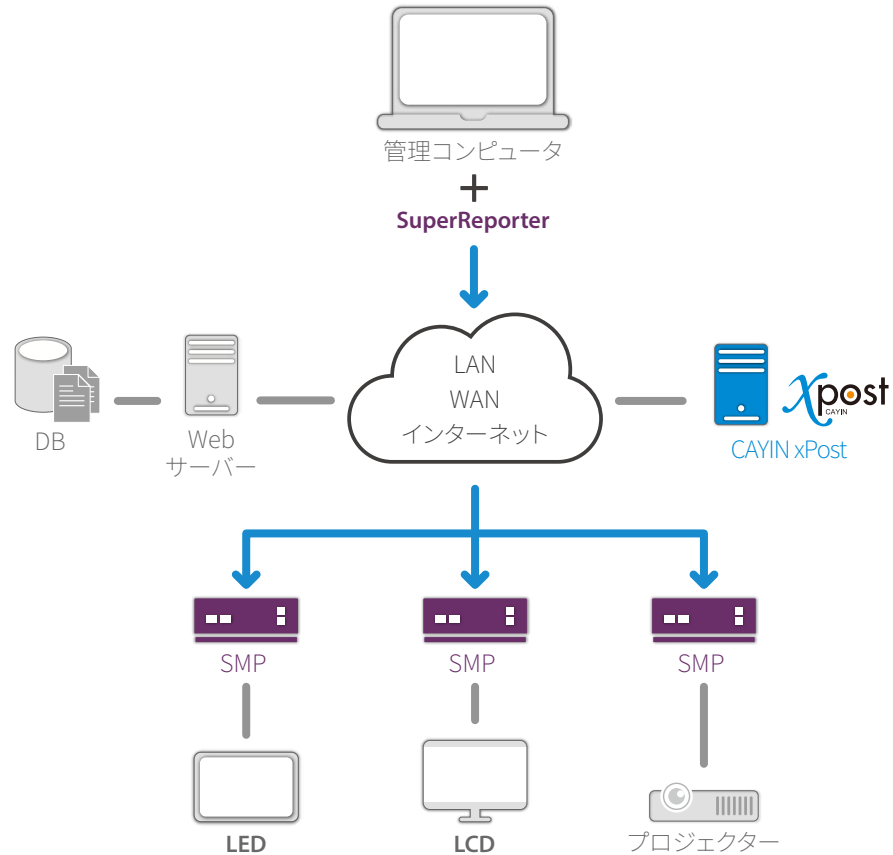 管理コンピュータ
+
SuperReporter
LAN
WAN
インターネット
DB
Web
サーバー
xpost
CAYIN
CAYIN xPost
SMP
SMP
SMP
LED
LCD
プロジェクター